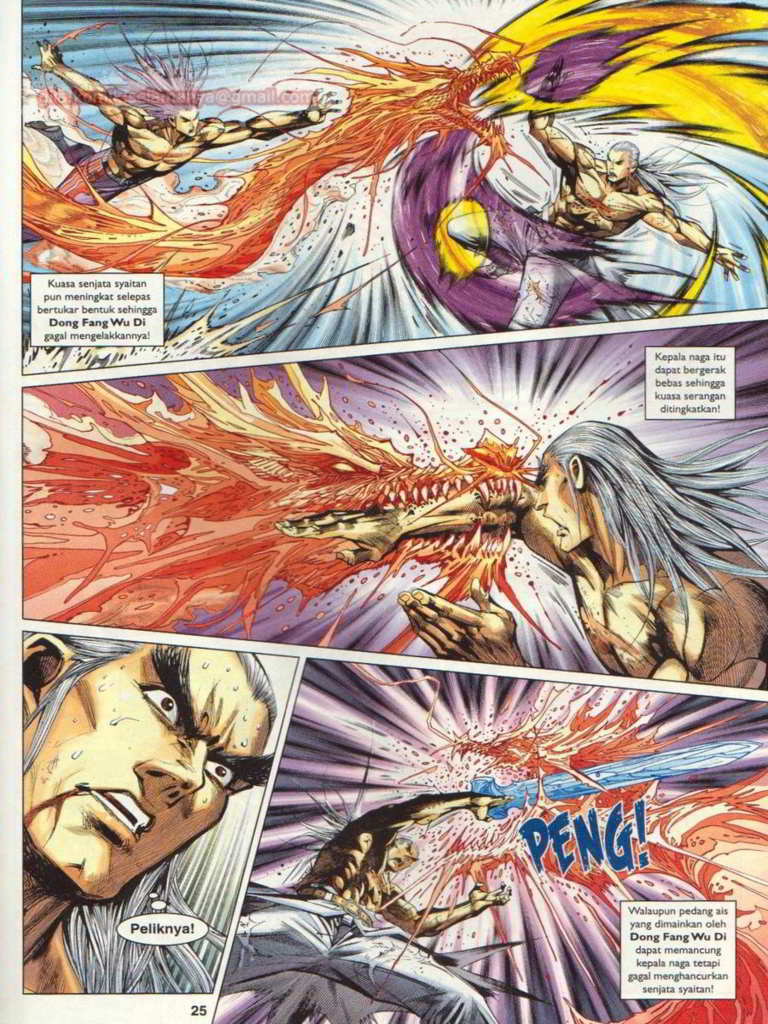 Kuasa senjata syaitan
pun meningkat selepas
bertukar bentuk sehingga
Dong Fang Wu Di
gagal mengelakkannya!
Kepala naga itu
dapat bergerak
bebas sehingga
kuasa serangan
ditingkatkan!
Peliknya!
PENG!
Walaupun pedang ais
yang dimainkan oleh
Dong Fang Wu Di
dapat memancung
kepala naga tetapi
gagal menghancurkan
senjata syaitan!
25